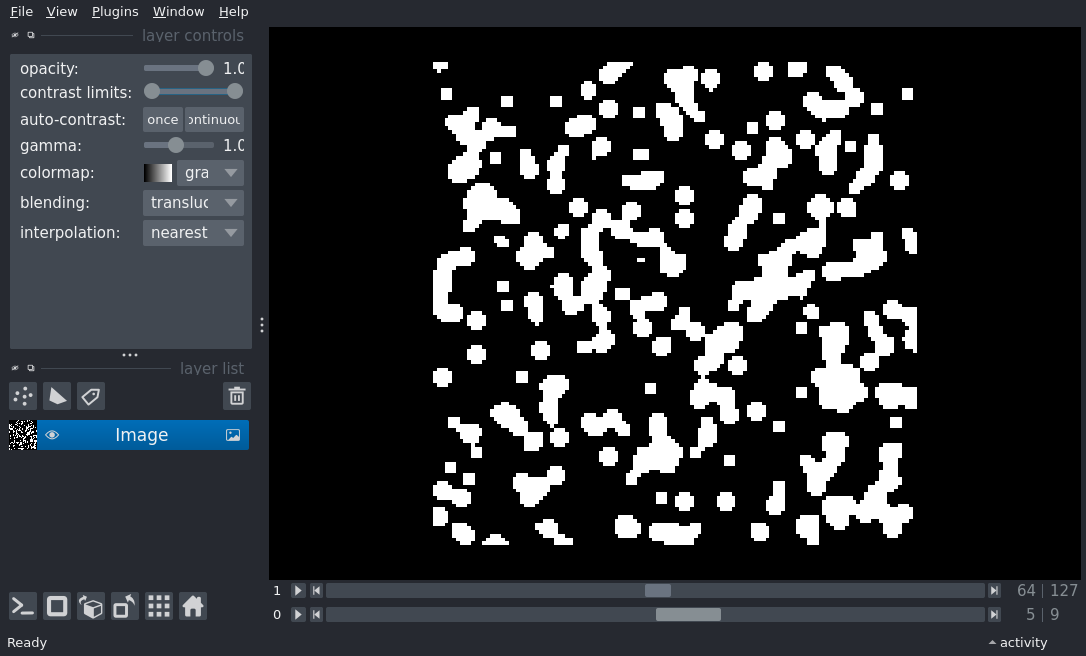 File View Plugins Window Help
layer controls
opacity: 1.0
contrast limits:
auto-contrast: once ontinuou
gamma: 1.0
colormap: gra
blending: transluc
interpolation: nearest
layer list
Image
1 64 | 127
0 5 | 9
Ready activity